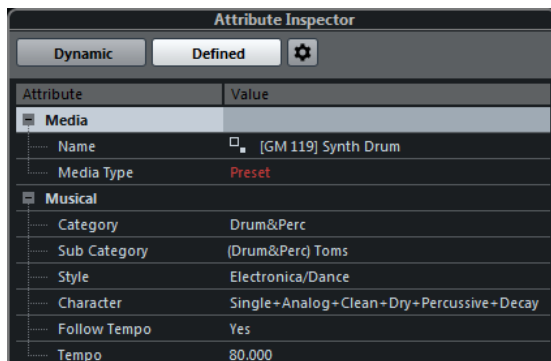 Attribute Inspector
Dynamic Defined
Attribute Value
Media
Name [GM 119] Synth Drum
Media Type Preset
Musical
Category Drum&Perc
Sub Category (Drum&Perc) Toms
Style Electronica/Dance
Character Single+Analog+Clean+Dry+Percussive+Decay
Follow Tempo Yes
Tempo 80.000